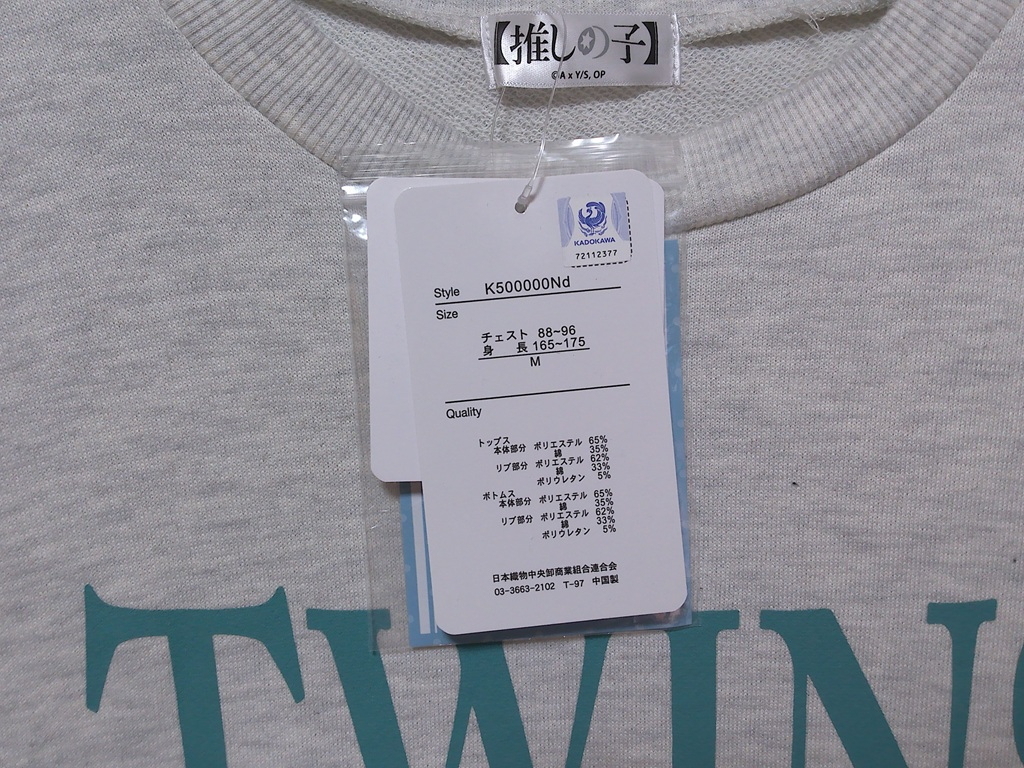 【推しの子】
©A x Y/S, OP
KADOKAWA
72112377
Style K500000Nd
Size
チェスト 88~96
身 長 165~175
M
Quality
トップス
本体部分 ポリエステル 65%
綿 35%
リブ部分 ポリエステル 62%
綿 33%
ポリウレタン 5%
ボトムス
本体部分 ポリエステル 65%
綿 35%
リブ部分 ポリエステル 62%
綿 33%
ポリウレタン 5%
日本織物中央卸商業組合連合会
03-3663-2102 T-97 中国製
TWINS